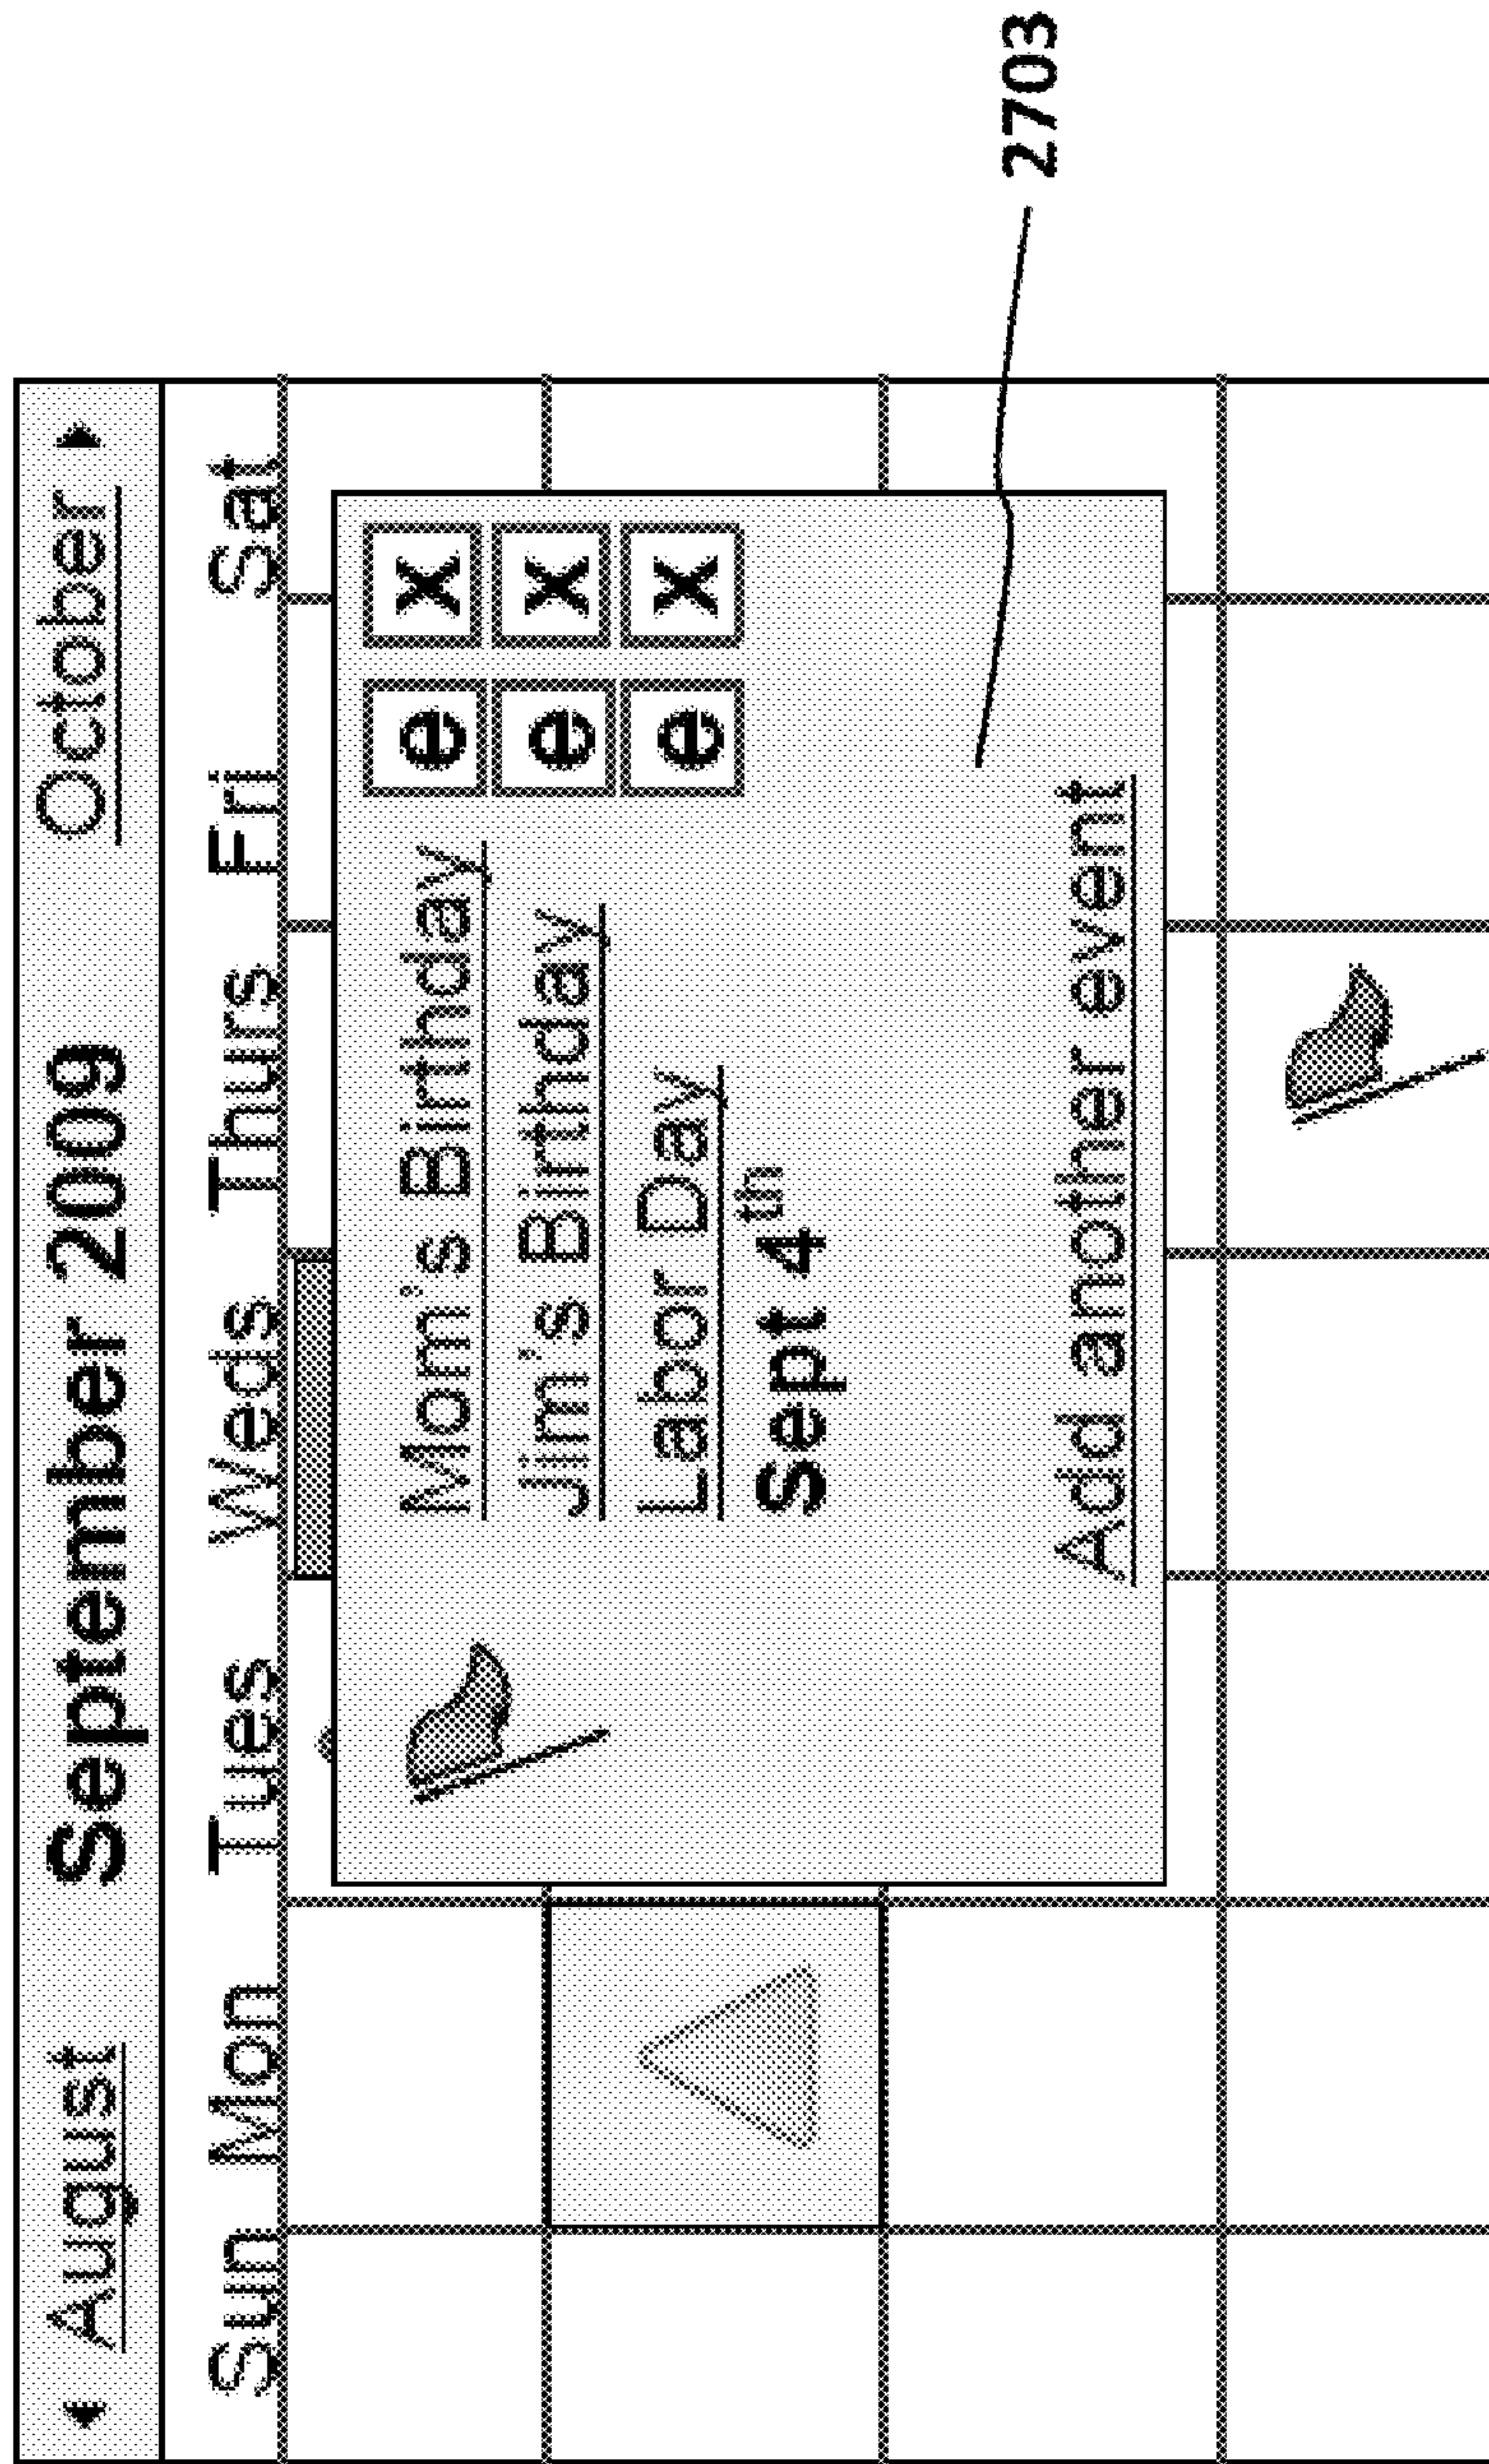 August September 2009 October
Sun Mon Tues Weds Thurs Fri Sat
Mom's Birthday e x
Jim's Birthday e x
Labor Day e x
Sept 4th
Add another event
2703